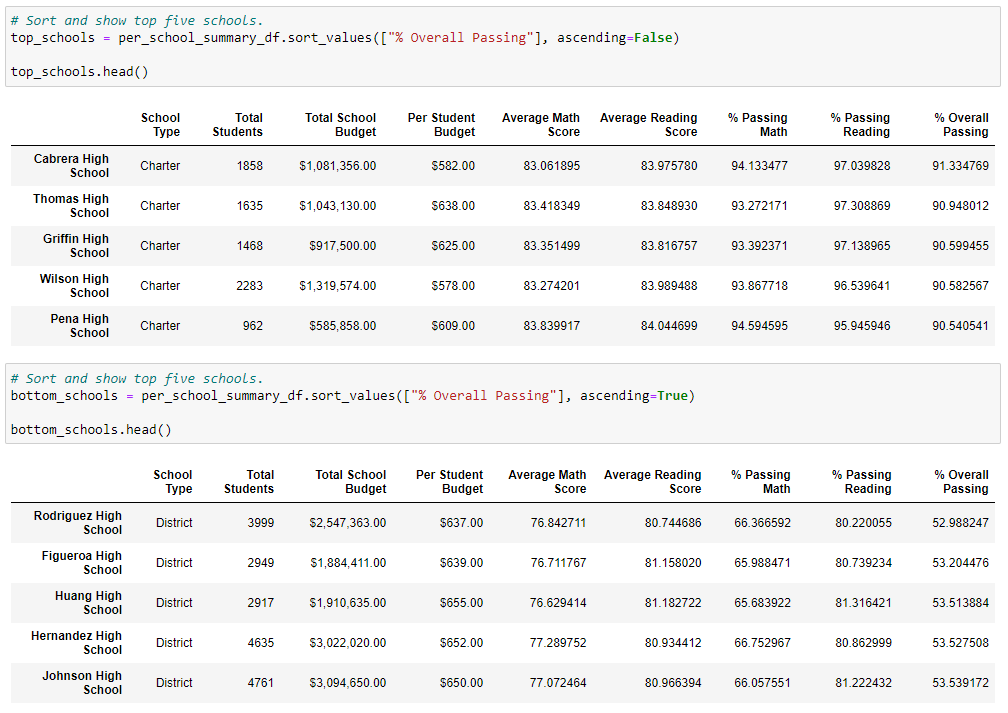 # Sort and show top five schools.
top_schools = per_school_summary_df.sort_values(["% Overall Passing"], ascending=False)
top_schools.head()
School Type Total Students Total School Budget Per Student Budget Average Math Score Average Reading Score % Passing Math % Passing Reading % Overall Passing
Cabrera High School Charter 1858 $1,081,356.00 $582.00 83.061895 83.975780 94.133477 97.039828 91.334769
Thomas High School Charter 1635 $1,043,130.00 $638.00 83.418349 83.848930 93.272171 97.308869 90.948012
Griffin High School Charter 1468 $917,500.00 $625.00 83.351499 83.816757 93.392371 97.138965 90.599455
Wilson High School Charter 2283 $1,319,574.00 $578.00 83.274201 83.989488 93.867718 96.539641 90.582567
Pena High School Charter 962 $585,858.00 $609.00 83.839917 84.044699 94.594595 95.945946 90.540541
# Sort and show top five schools.
bottom_schools = per_school_summary_df.sort_values(["% Overall Passing"], ascending=True)
bottom_schools.head()
School Type Total Students Total School Budget Per Student Budget Average Math Score Average Reading Score % Passing Math % Passing Reading % Overall Passing
Rodriguez High School District 3999 $2,547,363.00 $637.00 76.842711 80.744686 66.366592 80.220055 52.988247
Figueroa High School District 2949 $1,884,411.00 $639.00 76.711767 81.158020 65.988471 80.739234 53.204476
Huang High School District 2917 $1,910,635.00 $655.00 76.629414 81.182722 65.683922 81.316421 53.513884
Hernandez High School District 4635 $3,022,020.00 $652.00 77.289752 80.934412 66.752967 80.862999 53.527508
Johnson High School District 4761 $3,094,650.00 $650.00 77.072464 80.966394 66.057551 81.222432 53.539172